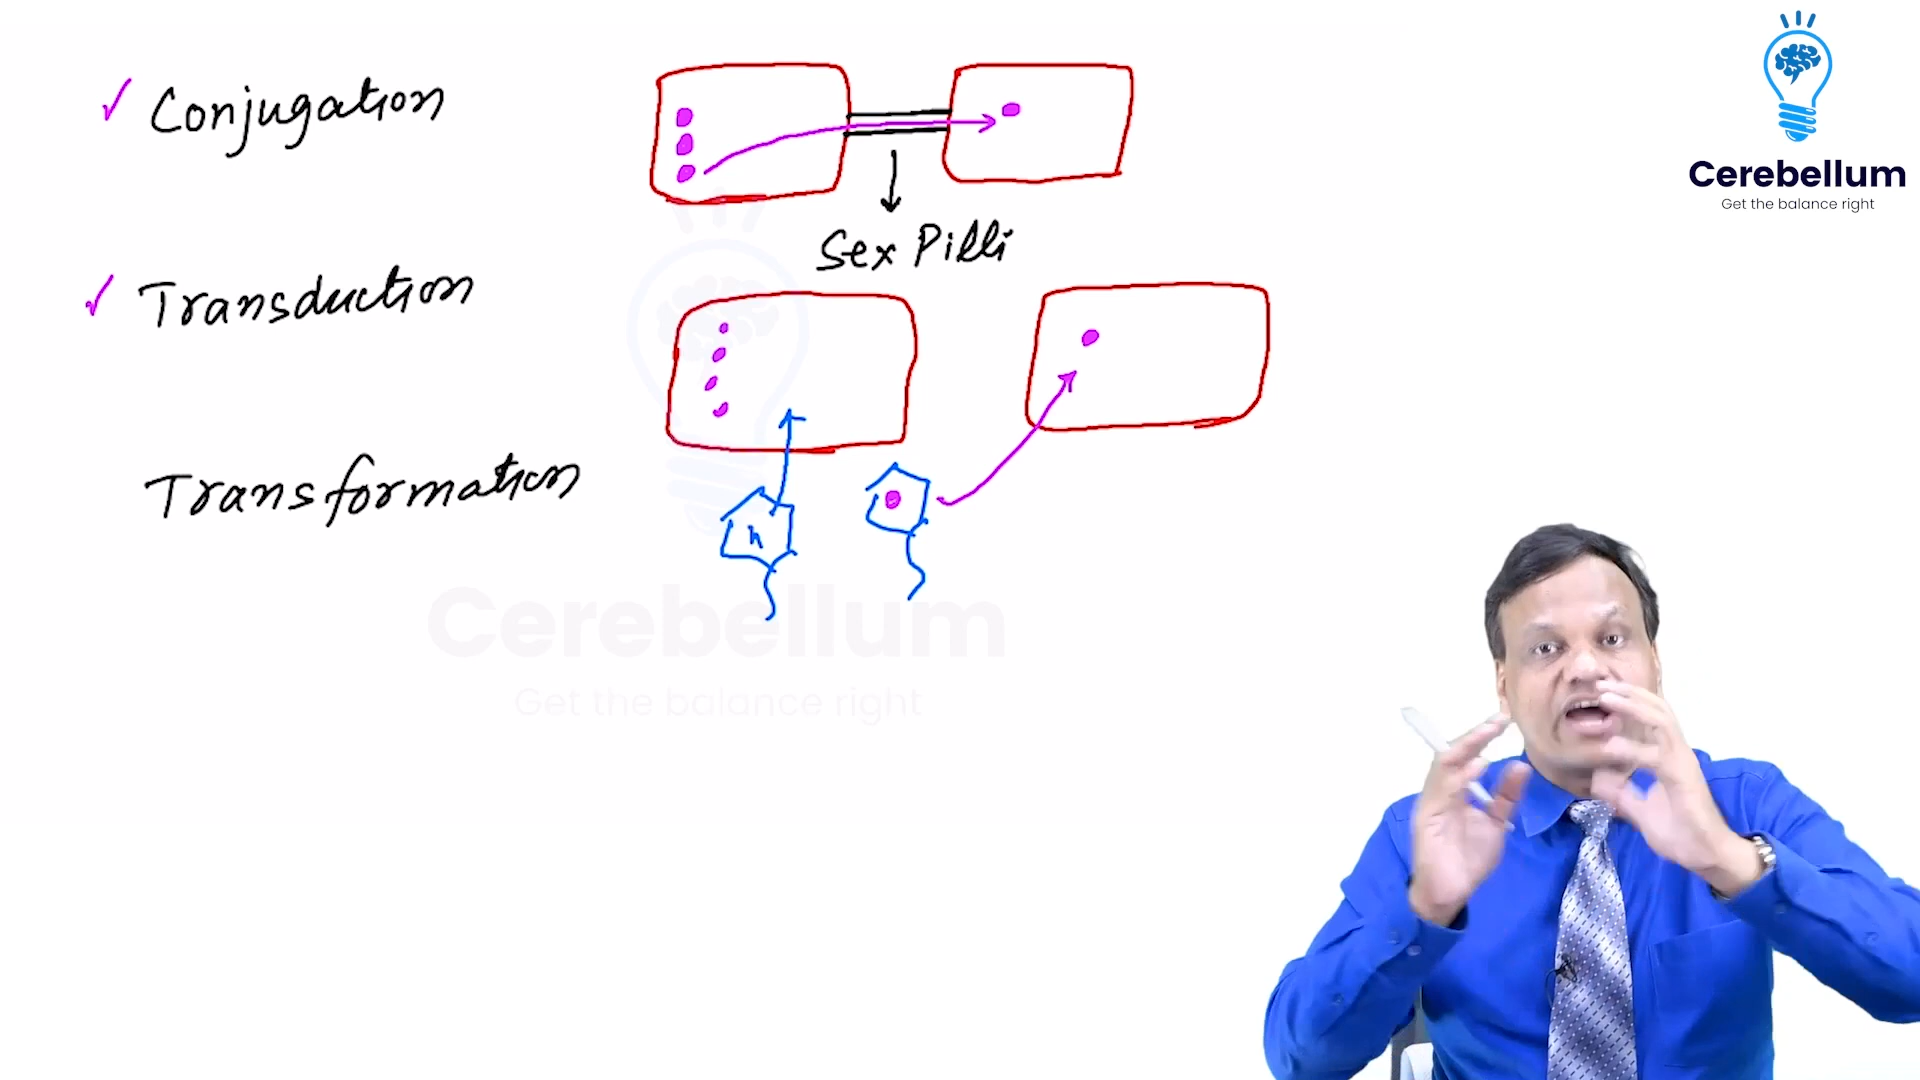 Conjugation
Sex Pilli
Transduction
Transformation
h
Cerebellum
Get the balance right
Cerebellum
Get the balance right